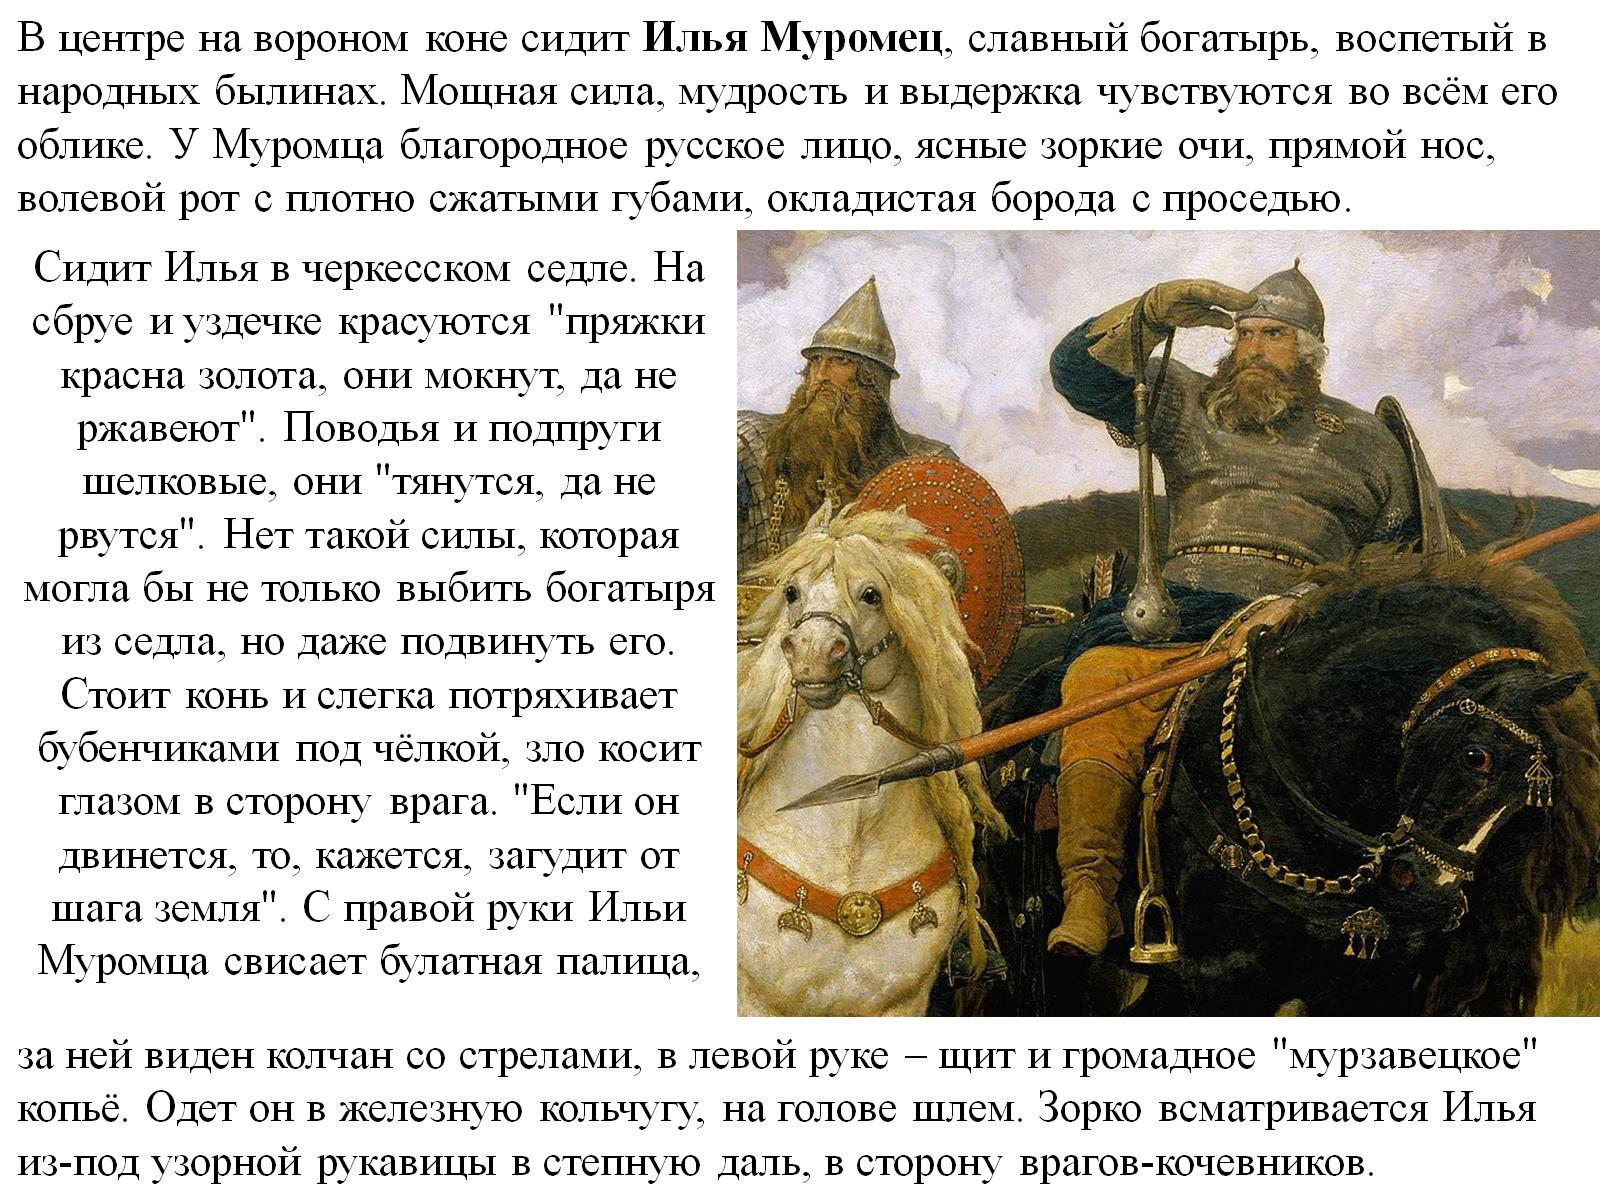 В центре на вороном коне сидит Илья Муромец, славный богатырь, воспетый в
народных былинах. Мощная сила, мудрость и выдержка чувствуются во всём его
облике. У Муромца благородное русское лицо, ясные зоркие очи, прямой нос,
волевой рот с плотно сжатыми губами, окладистая борода с проседью.
Сидит Илья в черкесском седле. На
сбруе и уздечке красуются "пряжки
красна золота, они мокнут, да не
ржавеют". Поводья и подпруги
шелковые, они "тянутся, да не
рвутся". Нет такой силы, которая
могла бы не только выбить богатыря
из седла, но даже подвинуть его.
Стоит конь и слегка потряхивает
бубенчиками под чёлкой, зло косит
глазом в сторону врага. "Если он
двинется, то, кажется, загудит от
шага земля". С правой руки Ильи
Муромца свисает булатная палица,
за ней виден колчан со стрелами, в левой руке – щит и громадное "мурзавецкое"
копьё. Одет он в железную кольчугу, на голове шлем. Зорко всматривается Илья
из-под узорной рукавицы в степную даль, в сторону врагов-кочевников.